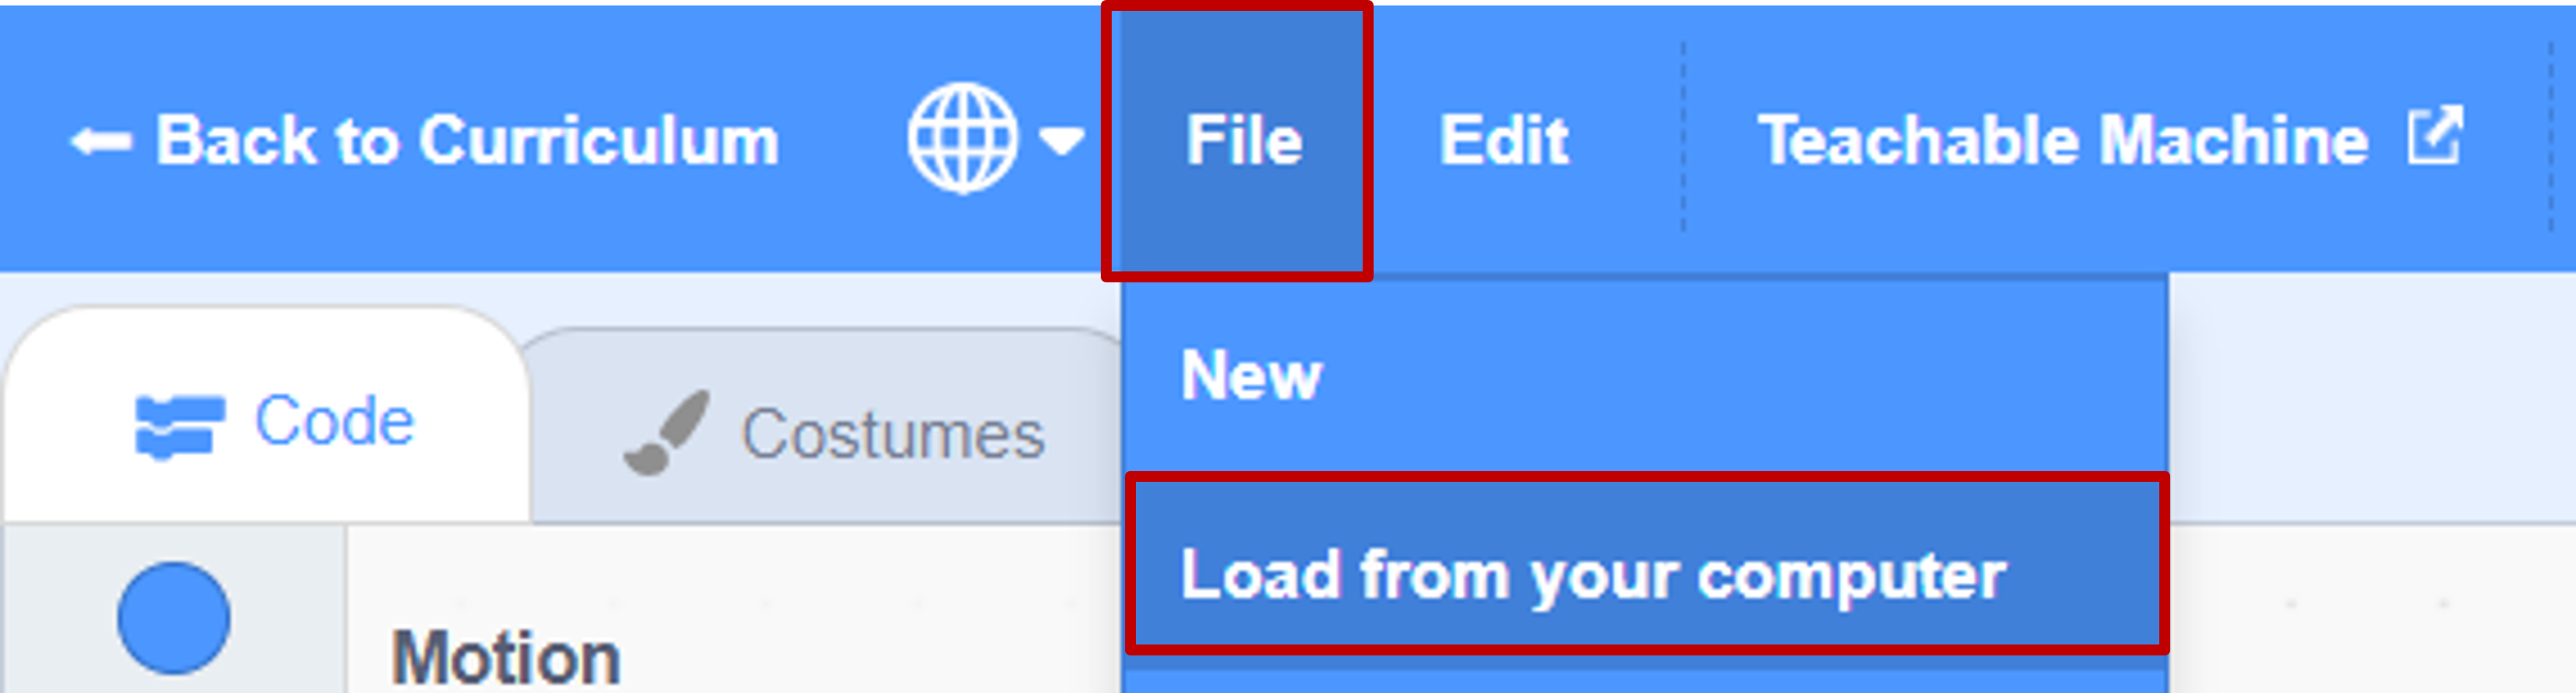 Back to Curriculum File Edit Teachable Machine
New
Code Costumes
Load from your computer
Motion